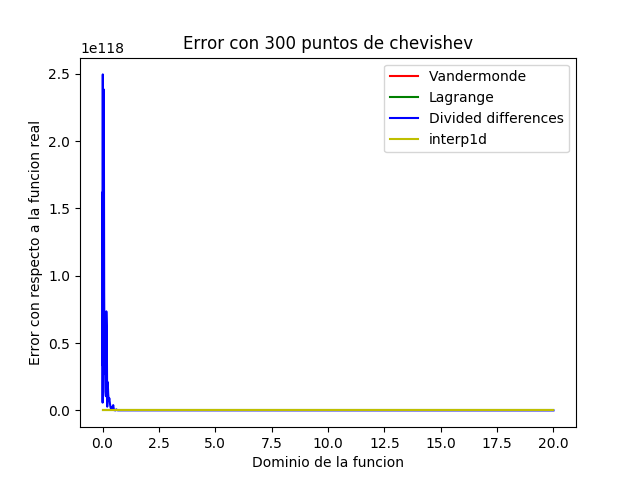 Error con 300 puntos de chevishev
1e118
2.5
2.0
1.5
1.0
0.5
0.0
Error con respecto a la funcion real
Vandermonde
Lagrange
Divided differences
interp1d
0.0 2.5 5.0 7.5 10.0 12.5 15.0 17.5 20.0
Dominio de la funcion